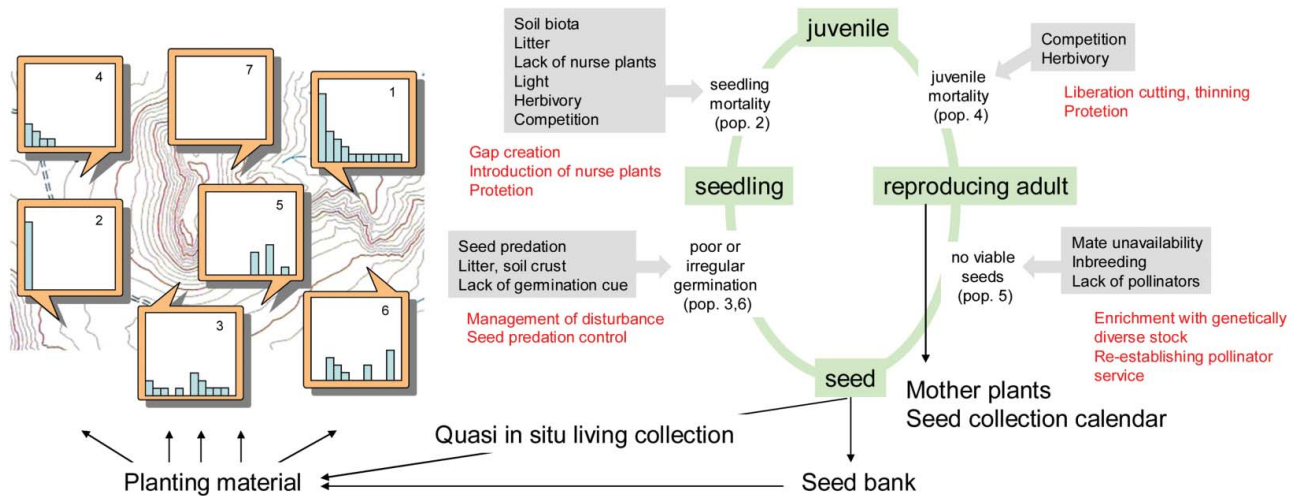 4
7
1
2
5
3
6
Planting material
Soil biota
Litter
Lack of nurse plants
Light
Herbivory
Competition
Gap creation
Introduction of nurse plants
Protetion
seedling
mortality
(pop. 2)
juvenile
juvenile
mortality
(pop. 4)
Competition
Herbivory
Liberation cutting, thinning
Protetion
seedling
reproducing adult
Seed predation
Litter, soil crust
Lack of germination cue
Management of disturbance
Seed predation control
poor or
irregular
germination
(pop. 3,6)
no viable
seeds
(pop. 5)
Mate unavailability
Inbreeding
Lack of pollinators
Enrichment with genetically
diverse stock
Re-establishing pollinator
service
seed
Mother plants
Seed collection calendar
Quasi in situ living collection
Seed bank